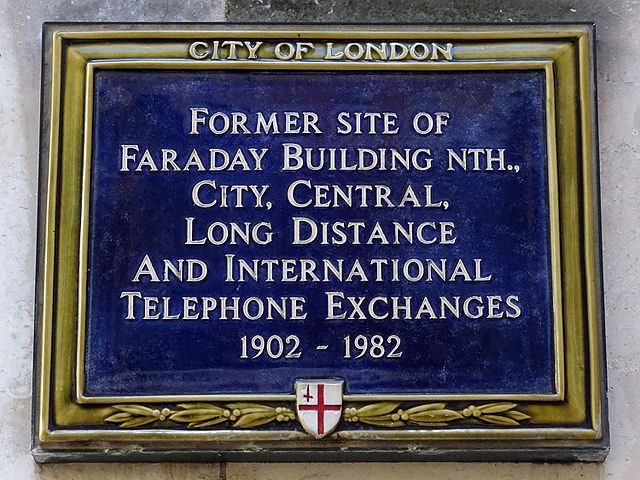 CITY OF LONDON
FORMER SITE OF
FARADAY BUILDING NTH.,
CITY, CENTRAL,
LONG DISTANCE
AND INTERNATIONAL
TELEPHONE EXCHANGES
1902 - 1982